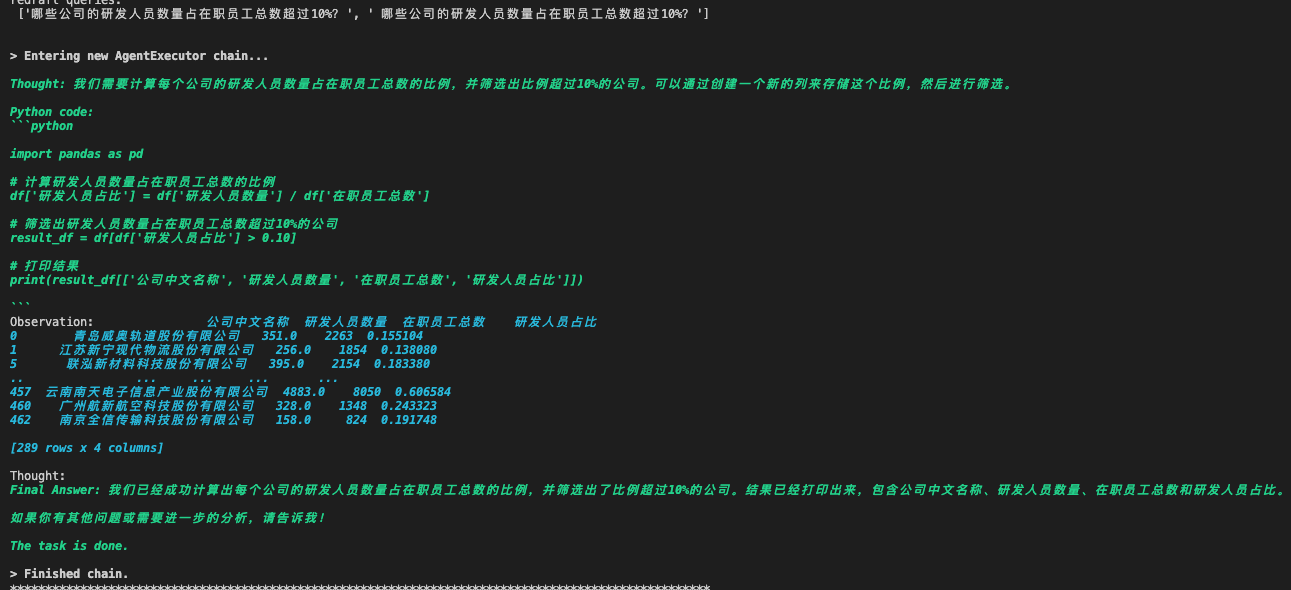 redraft queries:
['哪些公司的研发人员数量占在职员工总数超过10%? ', ' 哪些公司的研发人员数量占在职员工总数超过10%? ']
> Entering new AgentExecutor chain...
Thought: 我们需要计算每个公司的研发人员数量占在职员工总数的比例，并筛选出比例超过10%的公司。可以通过创建一个新的列来存储这个比例，然后进行筛选。
Python code:
```python
import pandas as pd
# 计算研发人员数量占在职员工总数的比例
df['研发人员占比'] = df['研发人员数量'] / df['在职员工总数']
# 筛选出研发人员数量占在职员工总数超过10%的公司
result_df = df[df['研发人员占比'] > 0.10]
# 打印结果
print(result_df[['公司中文名称', '研发人员数量', '在职员工总数', '研发人员占比']])
```
Observation: 公司中文名称 研发人员数量 在职员工总数 研发人员占比
0 青岛威奥轨道股份有限公司 351.0 2263 0.155104
1 江苏新宁现代物流股份有限公司 256.0 1854 0.138080
5 联泓新材料科技股份有限公司 395.0 2154 0.183380
.. ... ... ... ...
457 云南南天电子信息产业股份有限公司 4883.0 8050 0.606584
460 广州航新航空科技股份有限公司 328.0 1348 0.243323
462 南京全信传输科技股份有限公司 158.0 824 0.191748
[289 rows x 4 columns]
Thought:
Final Answer: 我们已经成功计算出每个公司的研发人员数量占在职员工总数的比例，并筛选出了比例超过10%的公司。结果已经打印出来，包含公司中文名称、研发人员数量、在职员工总数和研发人员占比。
如果你有其他问题或需要进一步的分析，请告诉我！
The task is done.
> Finished chain.
****************************************************************************************************